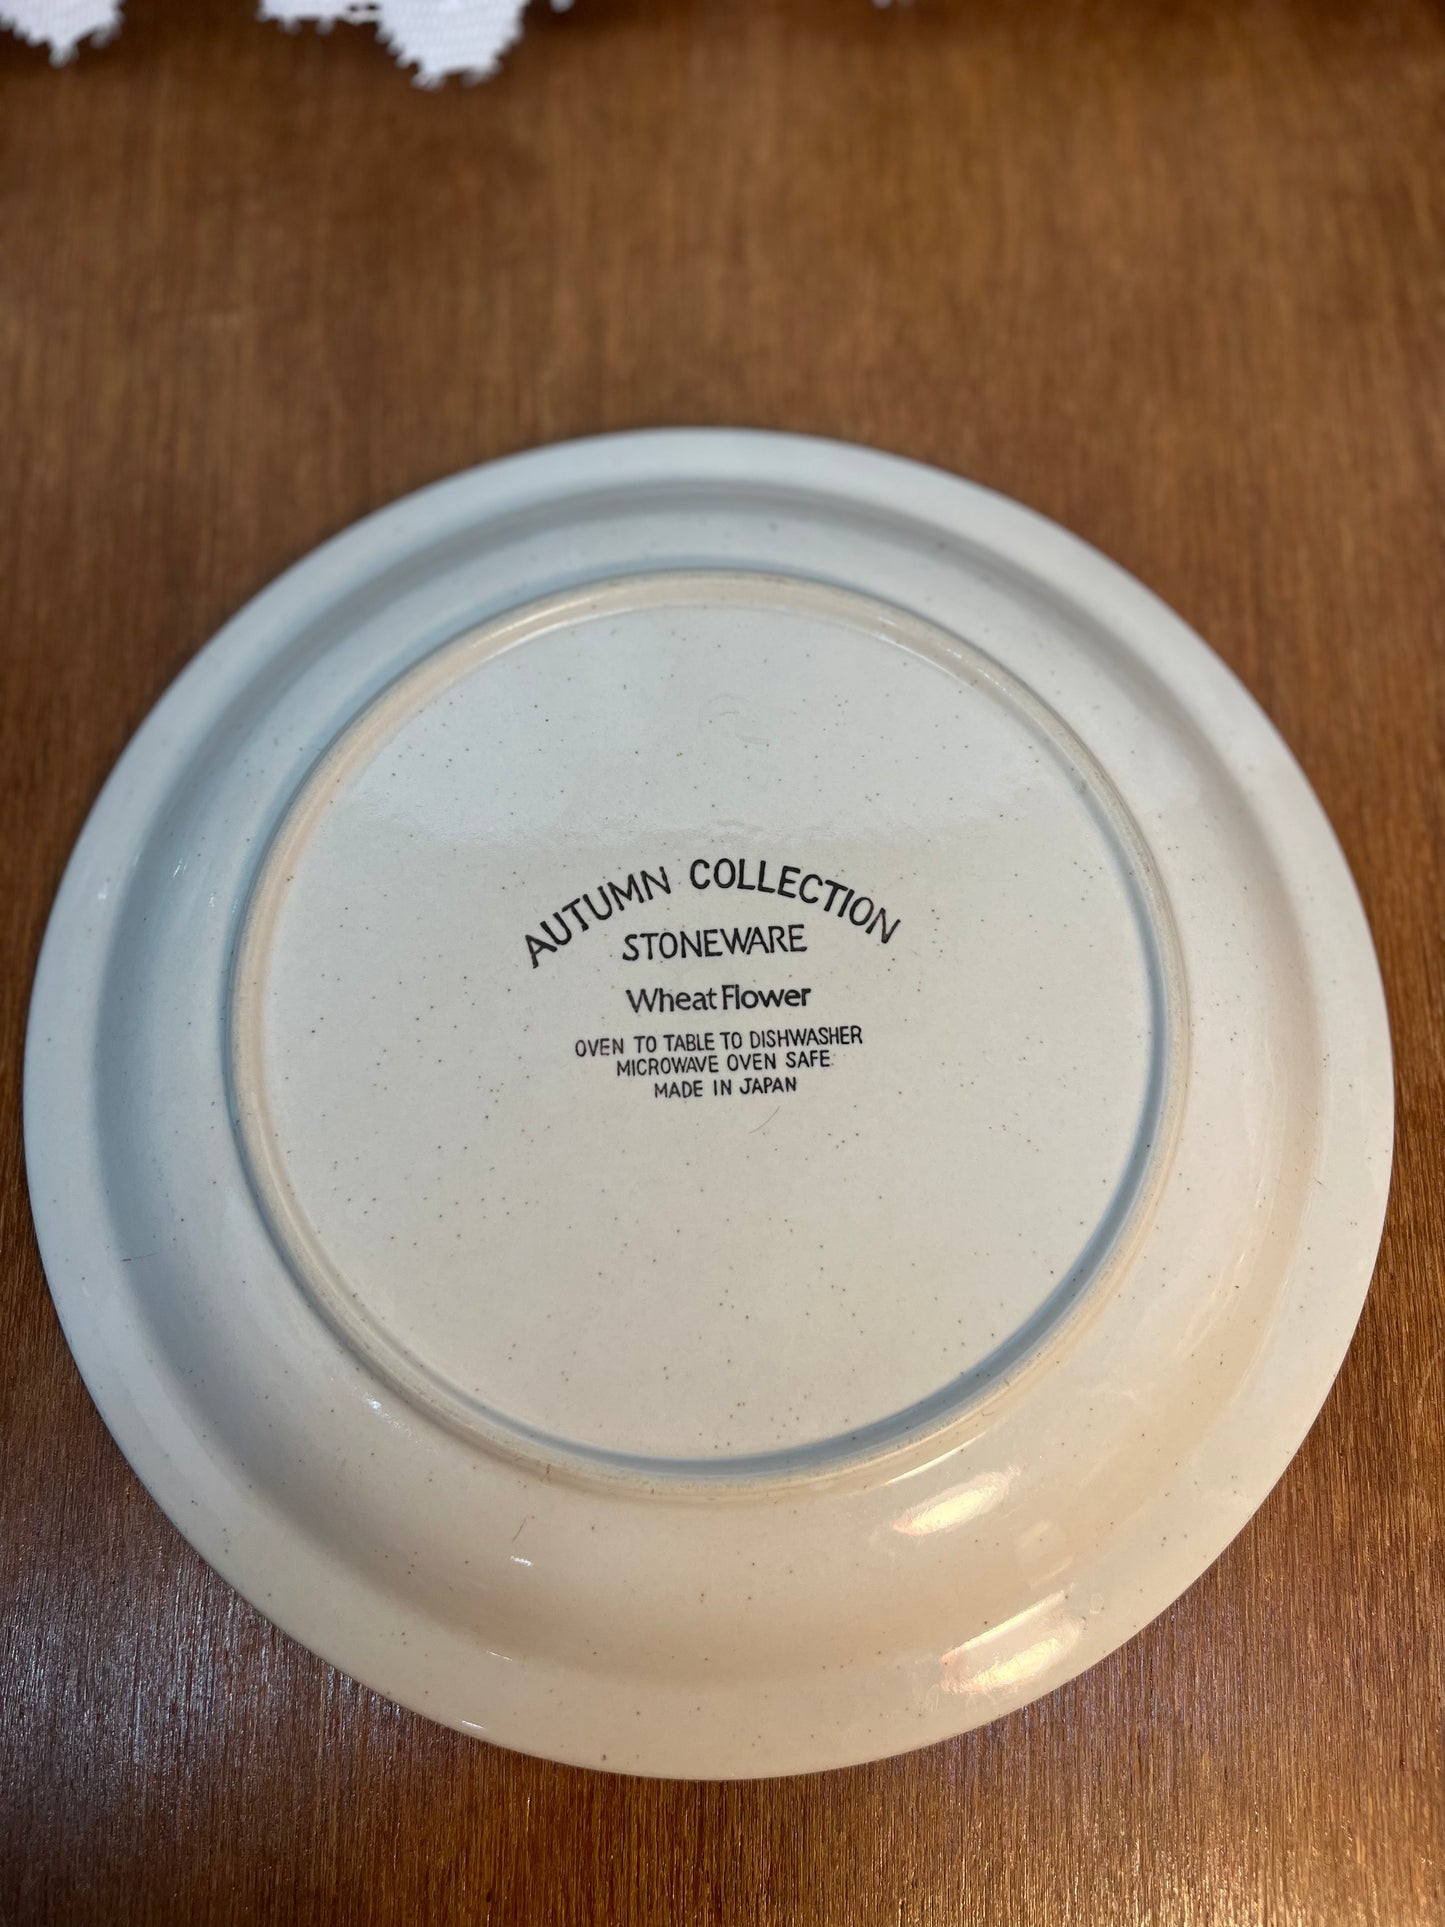 AUTUMN COLLECTION
STONEWARE
Wheat Flower
OVEN TO TABLE TO DISHWASHER
MICROWAVE OVEN SAFE
MADE IN JAPAN